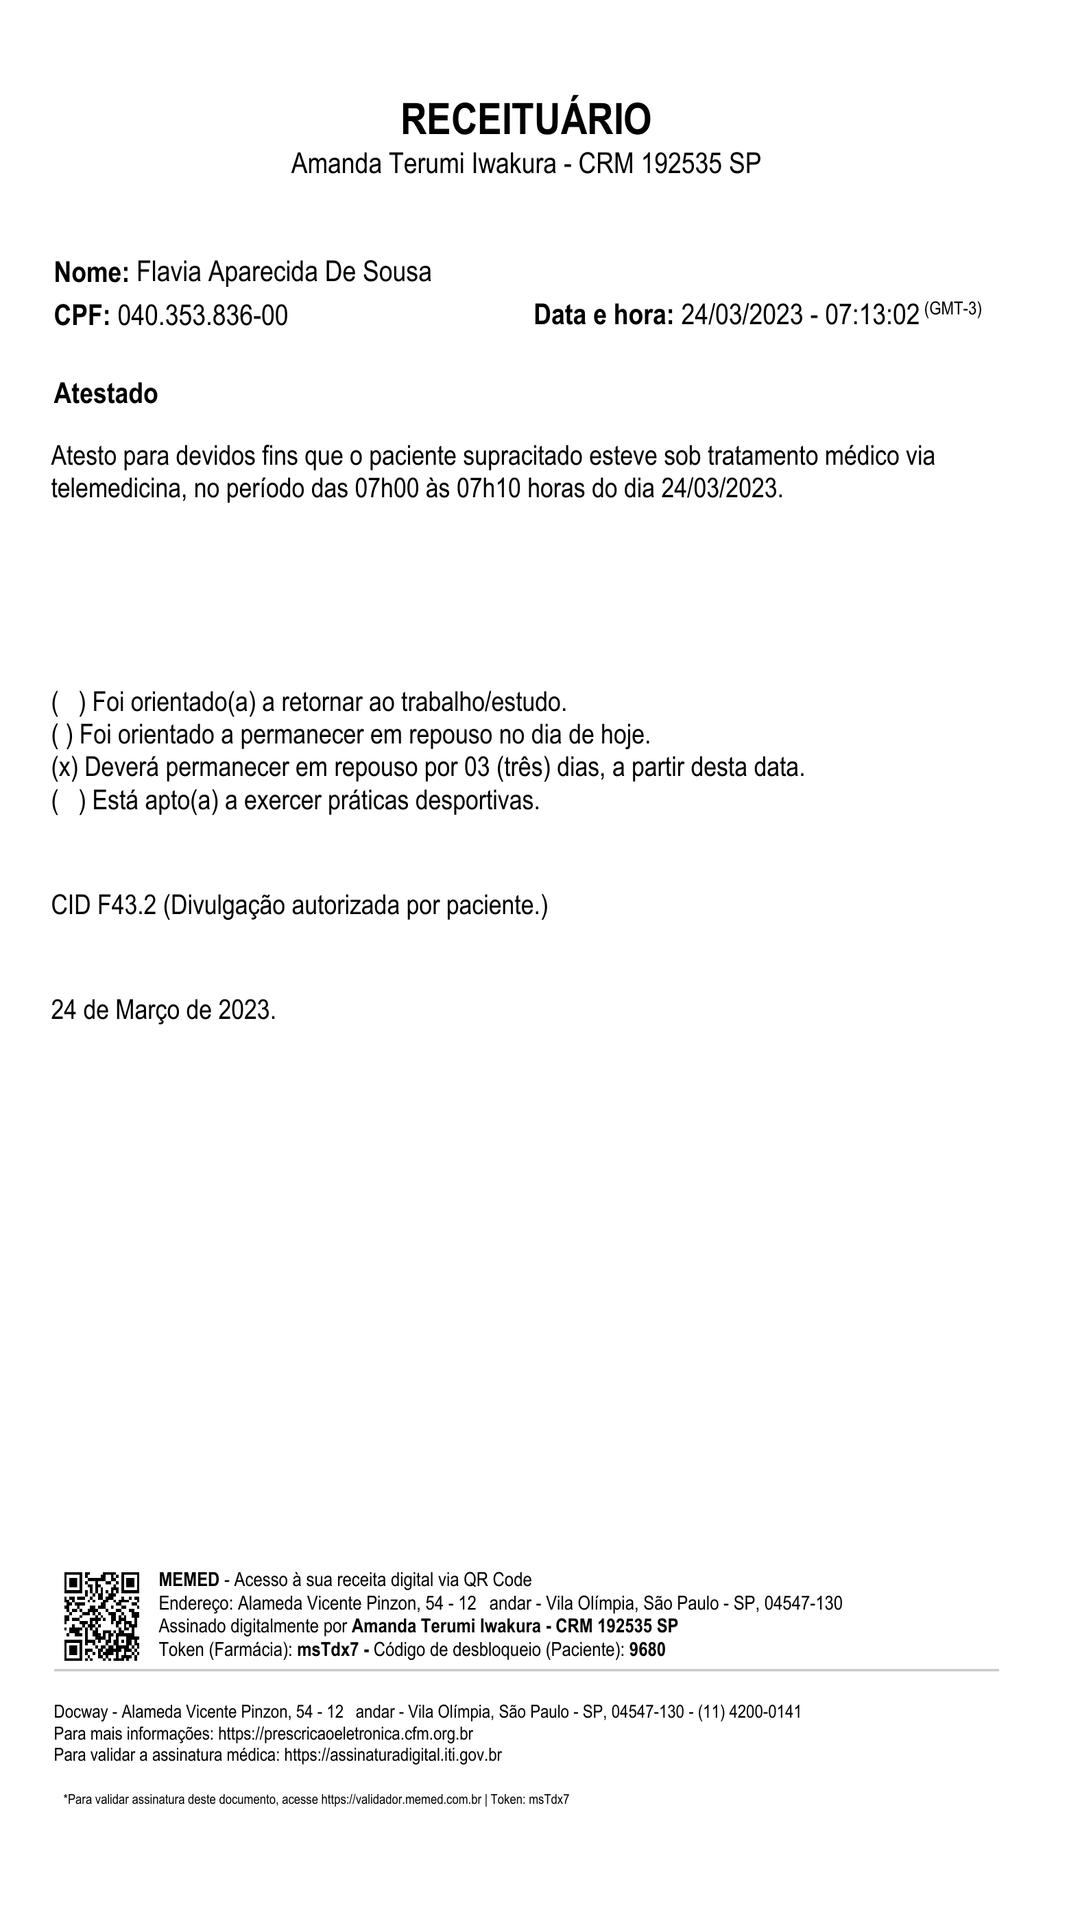 RECEITUÁRIO
Amanda Terumi Iwakura - CRM 192535 SP
Nome: Flavia Aparecida De Sousa
CPF: 040.353.836-00 Data e hora: 24/03/2023 - 07:13:02 (GMT-3)
Atestado
Atesto para devidos fins que o paciente supracitado esteve sob tratamento médico via
telemedicina, no período das 07h00 às 07h10 horas do dia 24/03/2023.
(   ) Foi orientado(a) a retornar ao trabalho/estudo.
( ) Foi orientado a permanecer em repouso no dia de hoje.
(x) Deverá permanecer em repouso por 03 (três) dias, a partir desta data.
(   ) Está apto(a) a exercer práticas desportivas.
CID F43.2 (Divulgação autorizada por paciente.)
24 de Março de 2023.
MEMED - Acesso à sua receita digital via QR Code
Endereço: Alameda Vicente Pinzon, 54 - 12   andar - Vila Olímpia, São Paulo - SP, 04547-130
Assinado digitalmente por Amanda Terumi Iwakura - CRM 192535 SP
Token (Farmácia): msTdx7 - Código de desbloqueio (Paciente): 9680
Docway - Alameda Vicente Pinzon, 54 - 12   andar - Vila Olímpia, São Paulo - SP, 04547-130 - (11) 4200-0141
Para mais informações: https://prescricaoeletronica.cfm.org.br
Para validar a assinatura médica: https://assinaturadigital.iti.gov.br
*Para validar assinatura deste documento, acesse https://validador.memed.com.br | Token: msTdx7